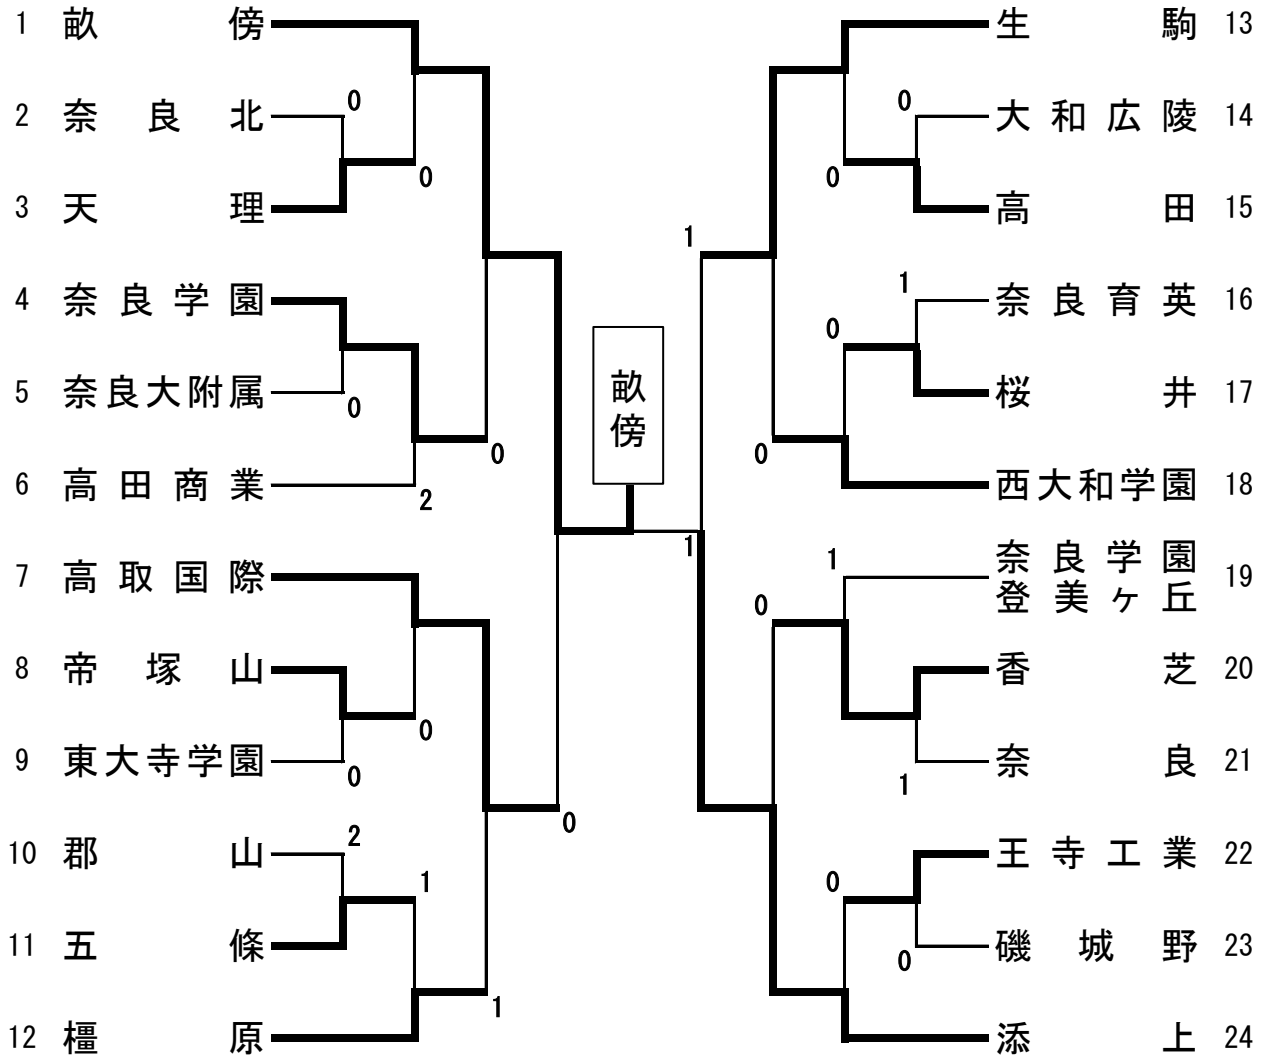 1 畝傍
2 奈良北
3 天理
4 奈良学園
5 奈良大附属
6 高田商業
7 高取国際
8 帝塚山
9 東大寺学園
10 郡山
11 五條
12 橿原
0
0
0
2
0
0
0
2
1
1
0
畝傍
1
1
0
0
1
0
0
0
1
0
1
0
0
生駒 13
大和広陵 14
高田 15
奈良育英 16
桜井 17
西大和学園 18
奈良学園
登美ヶ丘 19
香芝 20
奈良 21
王寺工業 22
磯城野 23
添上 24